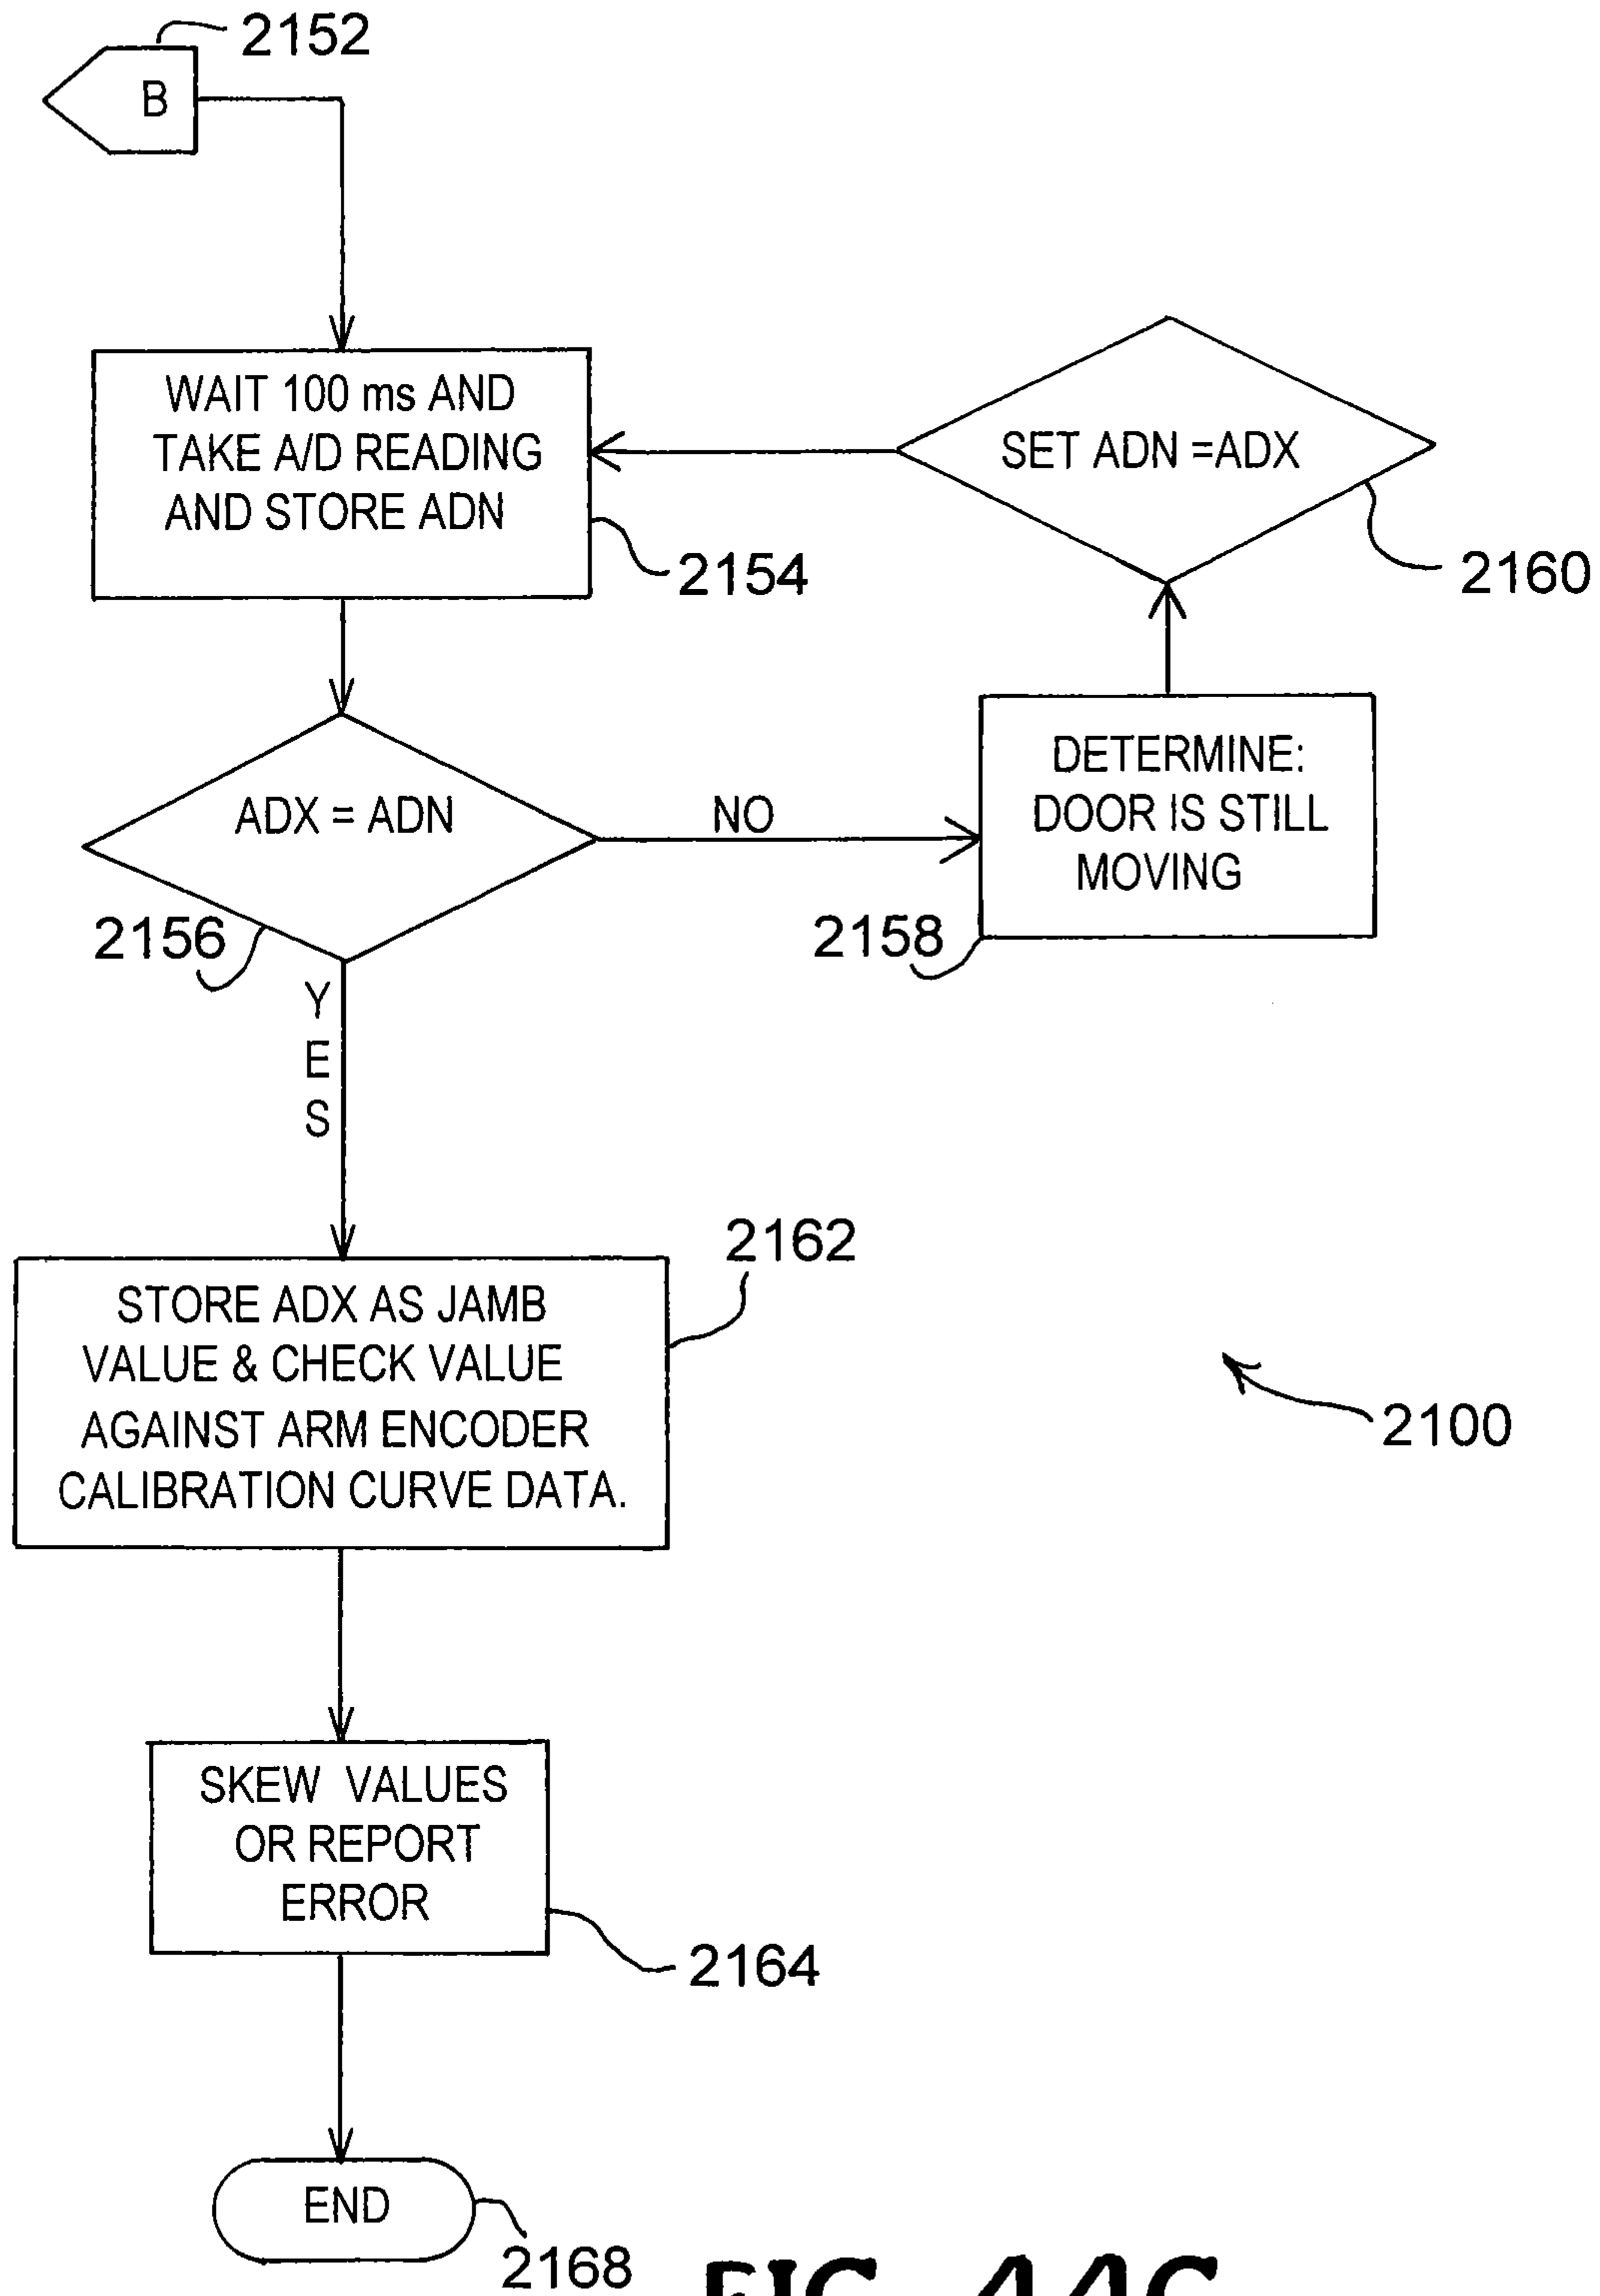 2152
B
WAIT 100 ms AND
TAKE A/D READING
AND STORE ADN
2154
SET ADN =ADX
2160
ADX = ADN
NO
DETERMINE:
DOOR IS STILL
MOVING
2156
2158
Y
E
S
2162
STORE ADX AS JAMB
VALUE & CHECK VALUE
AGAINST ARM ENCODER
CALIBRATION CURVE DATA.
2100
SKEW VALUES
OR REPORT
ERROR
2164
END
2168
FIG. 44C